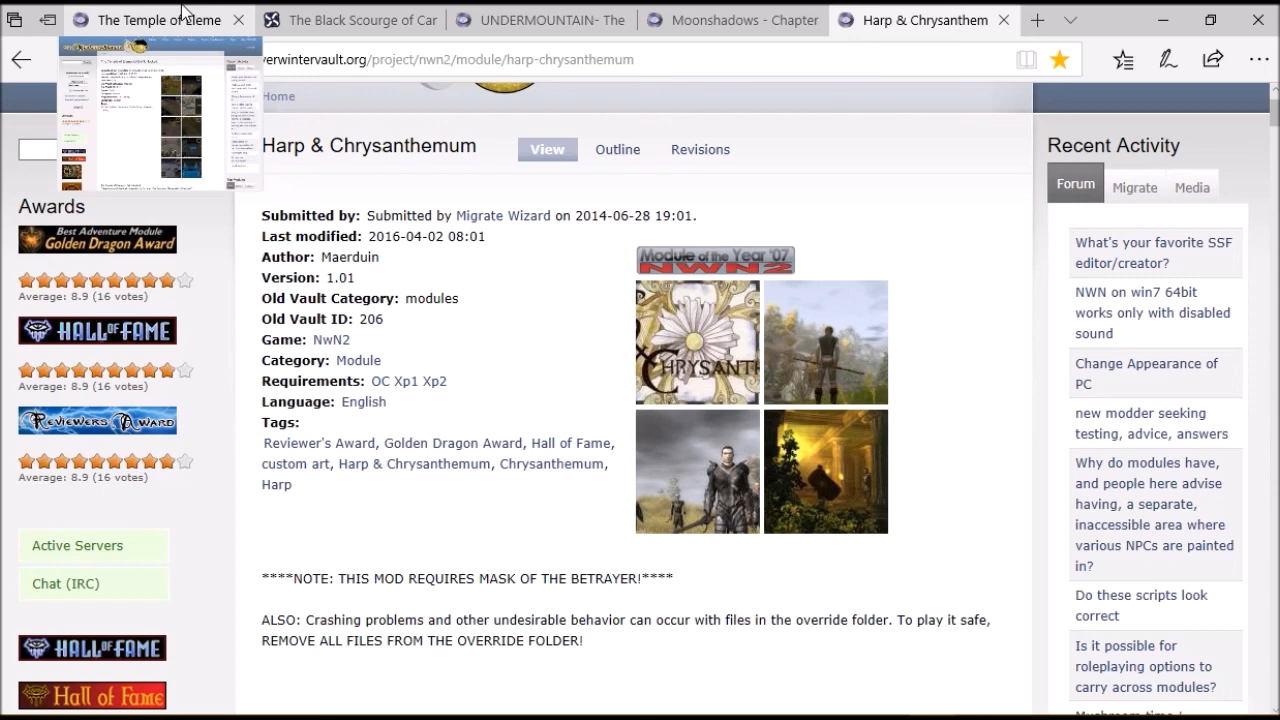 The Temple of Eleme
The Black Scourge of Car
UNDERMOUNTAIN- The
Moonshadows - Chapter
Harp & Chrysanthem
Home
Harp & Chrysanthemum
View
Outline
Revisions
Recent Activity
Forum
Migrate
Media
Awards
Best Adventure Module
Golden Dragon Award
Average: 8.9 (16 votes)
HALL OF FAME
Average: 8.9 (16 votes)
REVIEWERS AWARD
Average: 8.9 (16 votes)
Active Servers
Chat (IRC)
HALL OF FAME
Hall of Fame
Submitted by: Submitted by Migrate Wizard on 2014-06-28 19:01.
Last modified: 2016-04-02 08:01
Author: Maerduin
Version: 1.01
Old Vault Category: modules
Old Vault ID: 206
Game: NwN2
Category: Module
Requirements: OC Xp1 Xp2
Language: English
Tags:
Reviewer's Award, Golden Dragon Award, Hall of Fame,
custom art, Harp & Chrysanthemum, Chrysanthemum,
Harp
Module of the Year '07
NWN2
CHRYSANTH
****NOTE: THIS MOD REQUIRES MASK OF THE BETRAYER!****
ALSO: Crashing problems and other undesirable behavior can occur with files in the override folder. To play it safe,
REMOVE ALL FILES FROM THE OVERRIDE FOLDER!
What's your favorite SSF
editor/creator?
NWN on win7 64bit
works only with disabled
sound
Change Appearance of
PC
new modder seeking
testing, advice, answers
Why do modules have,
and people here advise
having, a separate,
inaccessible area where
various NPCs are painted
in?
Do these scripts look
correct
Is it possible for
roleplaying options to
carry across modules?